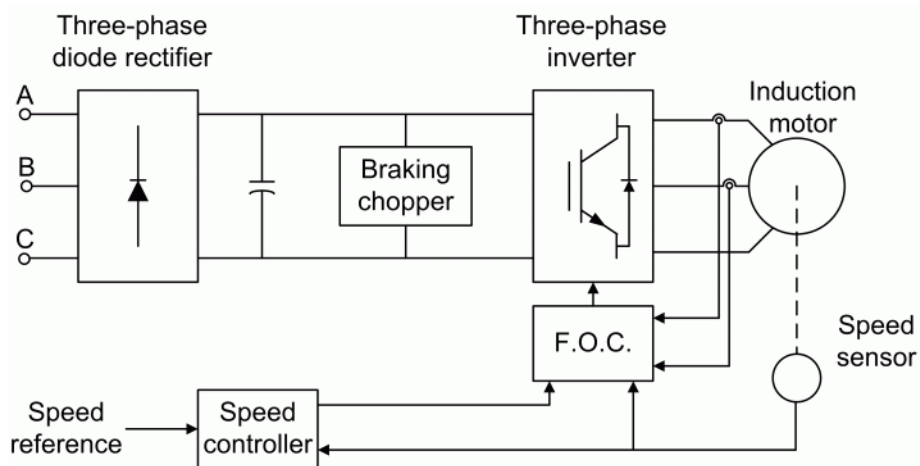 Three-phase
diode rectifier
Three-phase
inverter
Induction
motor
A
B
C
Braking
chopper
F.O.C.
Speed
sensor
Speed
reference
Speed
controller